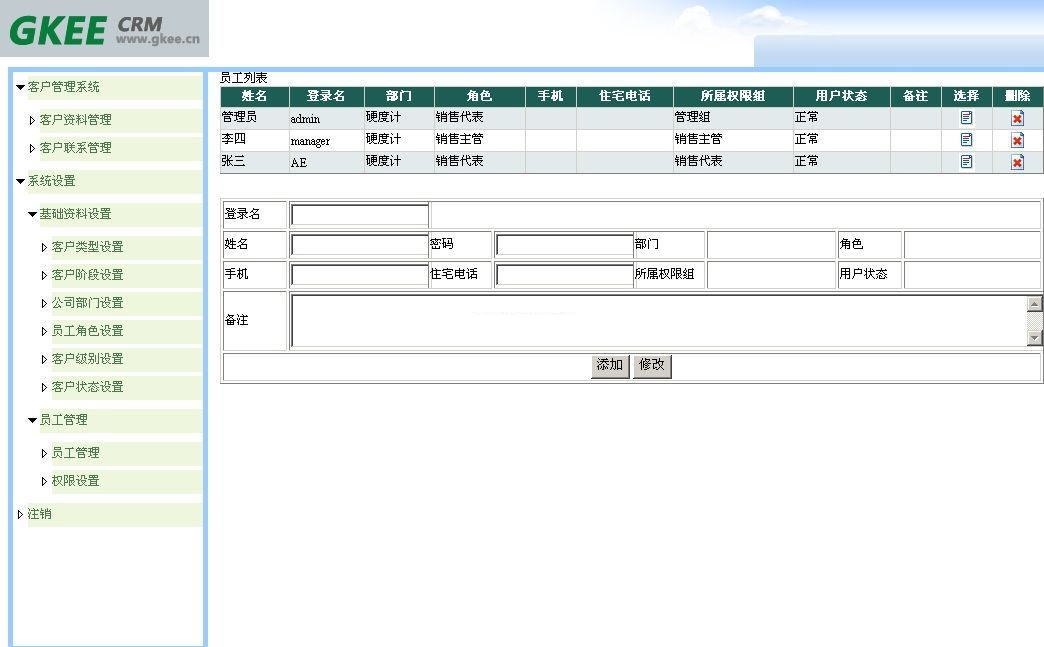 GKEE CRM
www.gkee.cn
客户管理系统
客户资料管理
客户联系管理
系统设置
基础资料设置
客户类型设置
客户阶段设置
公司部门设置
员工角色设置
客户级别设置
客户状态设置
员工管理
员工管理
权限设置
注销
员工列表
姓名 登录名 部门 角色 手机 住宅电话 所属权限组 用户状态 备注 选择 删除
管理员 admin 硬度计 销售代表 管理组 正常
李四 manager 硬度计 销售主管 销售主管 正常
张三 AE 硬度计 销售代表 销售代表 正常
登录名
姓名 密码 部门 角色
手机 住宅电话 所属权限组 用户状态
备注
添加 修改